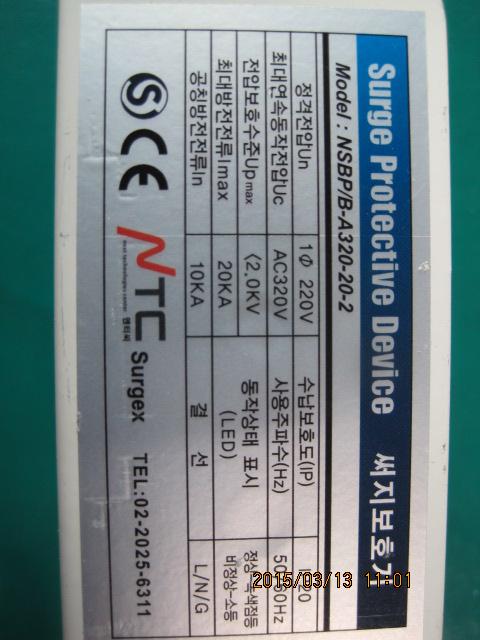 Surge Protective Device 써지보호기
Model : NSBP/B-A320-20-2
정격전압Un 1Φ 220V 수납보호도(IP) IP20
최대연속동작전압Uc AC320V 사용주파수(Hz) 50/60Hz
전압보호수준Up max <2.0KV 동작상태 표시 정상-녹색점등
최대방전전류Imax 20KA (LED) 비정상-소등
공칭방전전류In 10KA 결 선 L/N/G
S CE NTC Surgex TEL:02-2025-6311
엔티씨
2015/03/13 11:01